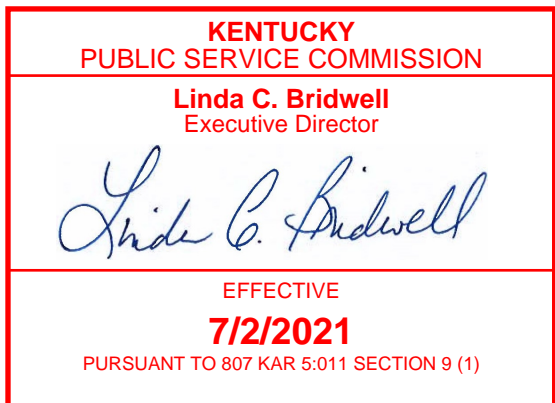 KENTUCKY
PUBLIC SERVICE COMMISSION
Linda C. Bridwell
Executive Director
Linda C. Bridwell
EFFECTIVE
7/2/2021
PURSUANT TO 807 KAR 5:011 SECTION 9 (1)